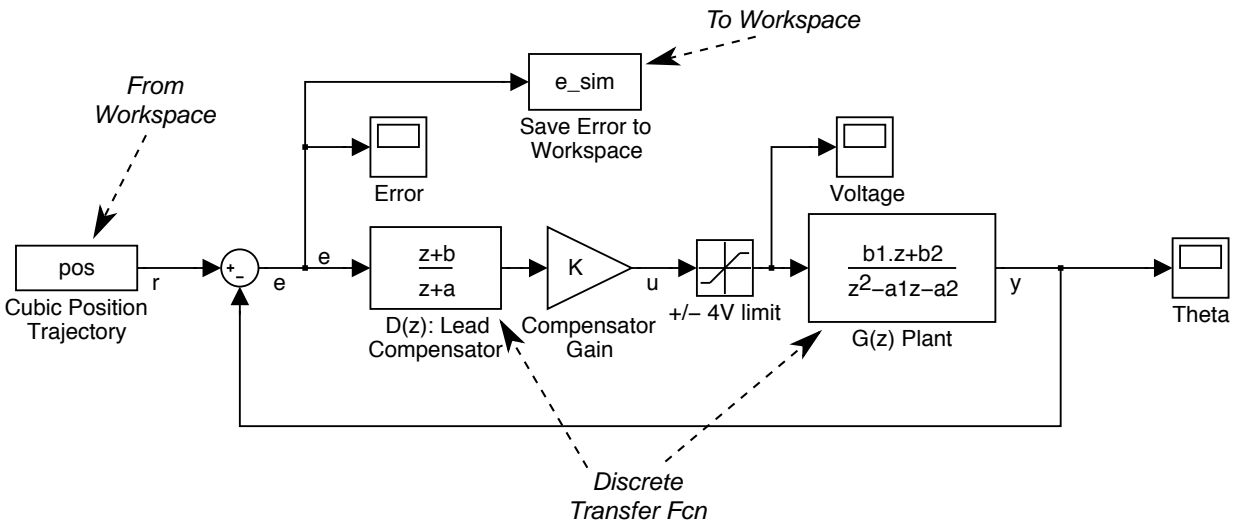 To Workspace
From
Workspace
e_sim
Save Error to
Workspace
Error
Voltage
pos
r
Cubic Position
Trajectory
+
−
e
e
z+b
z+a
D(z): Lead
Compensator
K
Compensator
Gain
u
+/− 4V limit
b1.z+b2
z2−a1z−a2
G(z) Plant
y
Theta
Discrete
Transfer Fcn